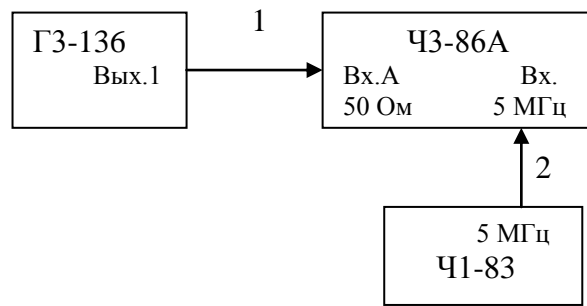 Г3-136
Вых.1
1
Ч3-86А
Вх.А
50 Ом
Вх.
5 МГц
2
5 МГц
Ч1-83